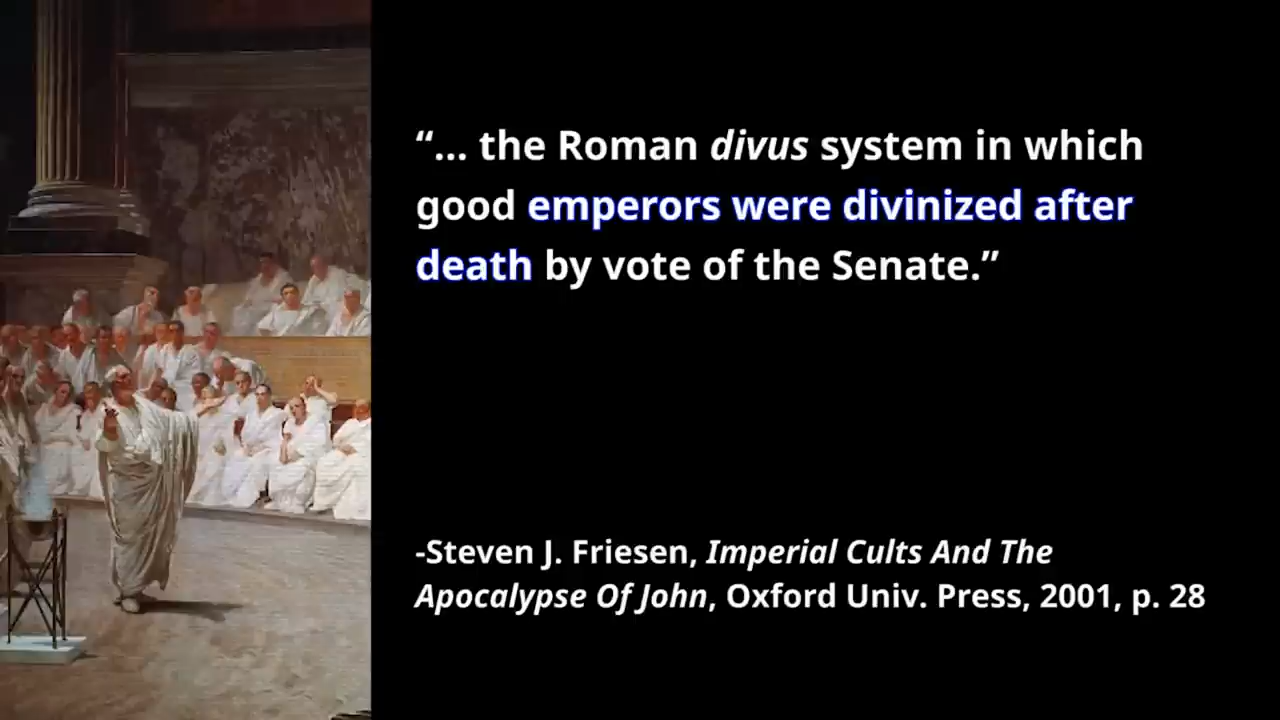 “... the Roman divus system in which
good emperors were divinized after
death by vote of the Senate.”
-Steven J. Friesen, Imperial Cults And The
Apocalypse Of John, Oxford Univ. Press, 2001, p. 28